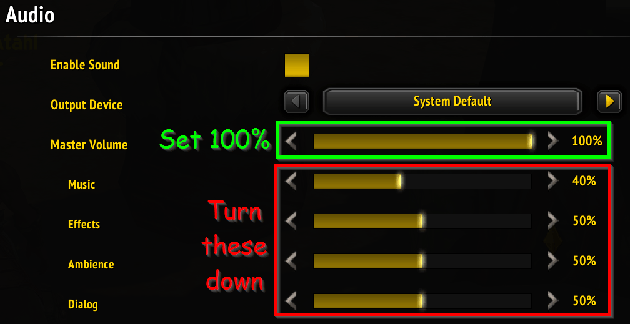 Audio
Enable Sound
Output Device
System Default
Master Volume
Set 100%
100%
Music
40%
Effects
50%
Turn
these
down
Ambience
50%
Dialog
50%